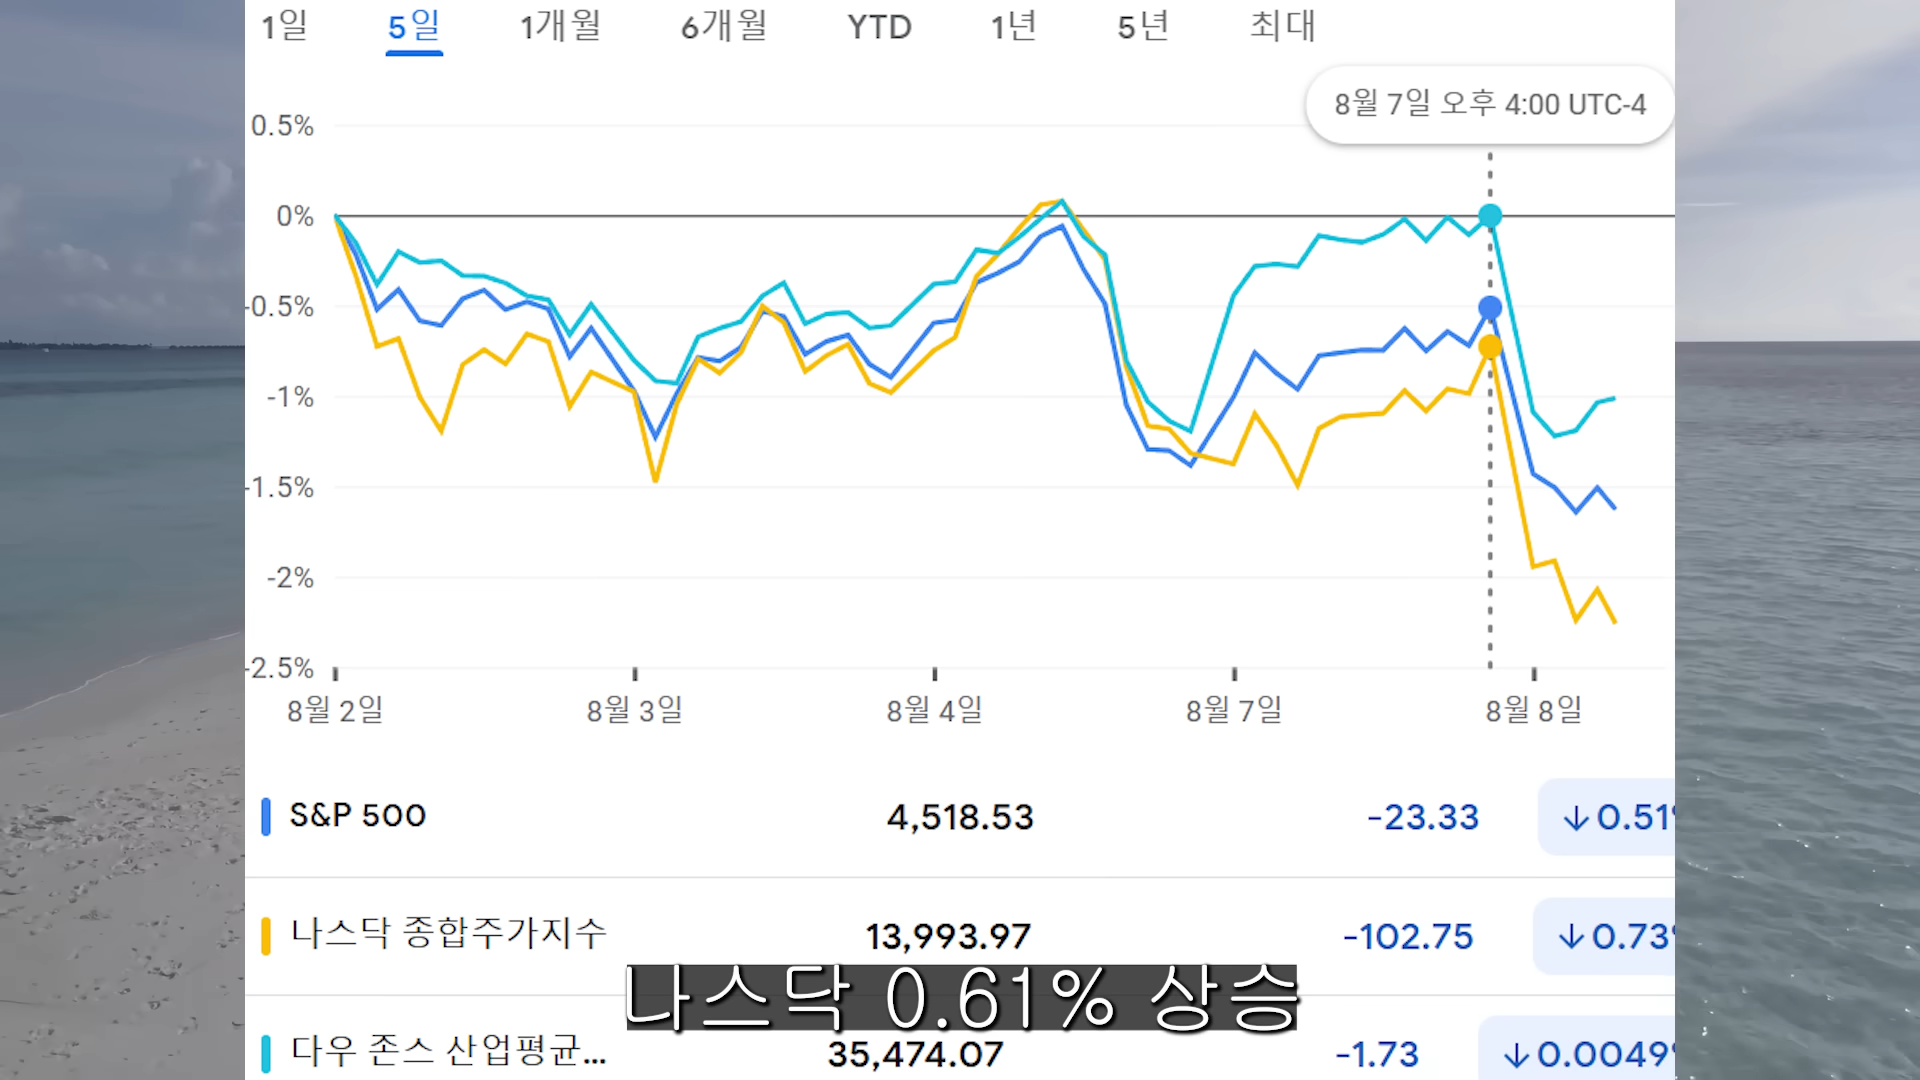 1일 5일 1개월 6개월 YTD 1년 5년 최대
8월 7일 오후 4:00 UTC-4
0.5%
0%
-0.5%
-1%
-1.5%
-2%
-2.5%
8월 2일 8월 3일 8월 4일 8월 7일 8월 8일
S&P 500 4,518.53 -23.33 ↓0.51%
나스닥 종합주가지수 13,993.97 -102.75 ↓0.73%
나스닥 0.61% 상승
다우 존스 산업평균... 35,474.07 -1.73 ↓0.0049%